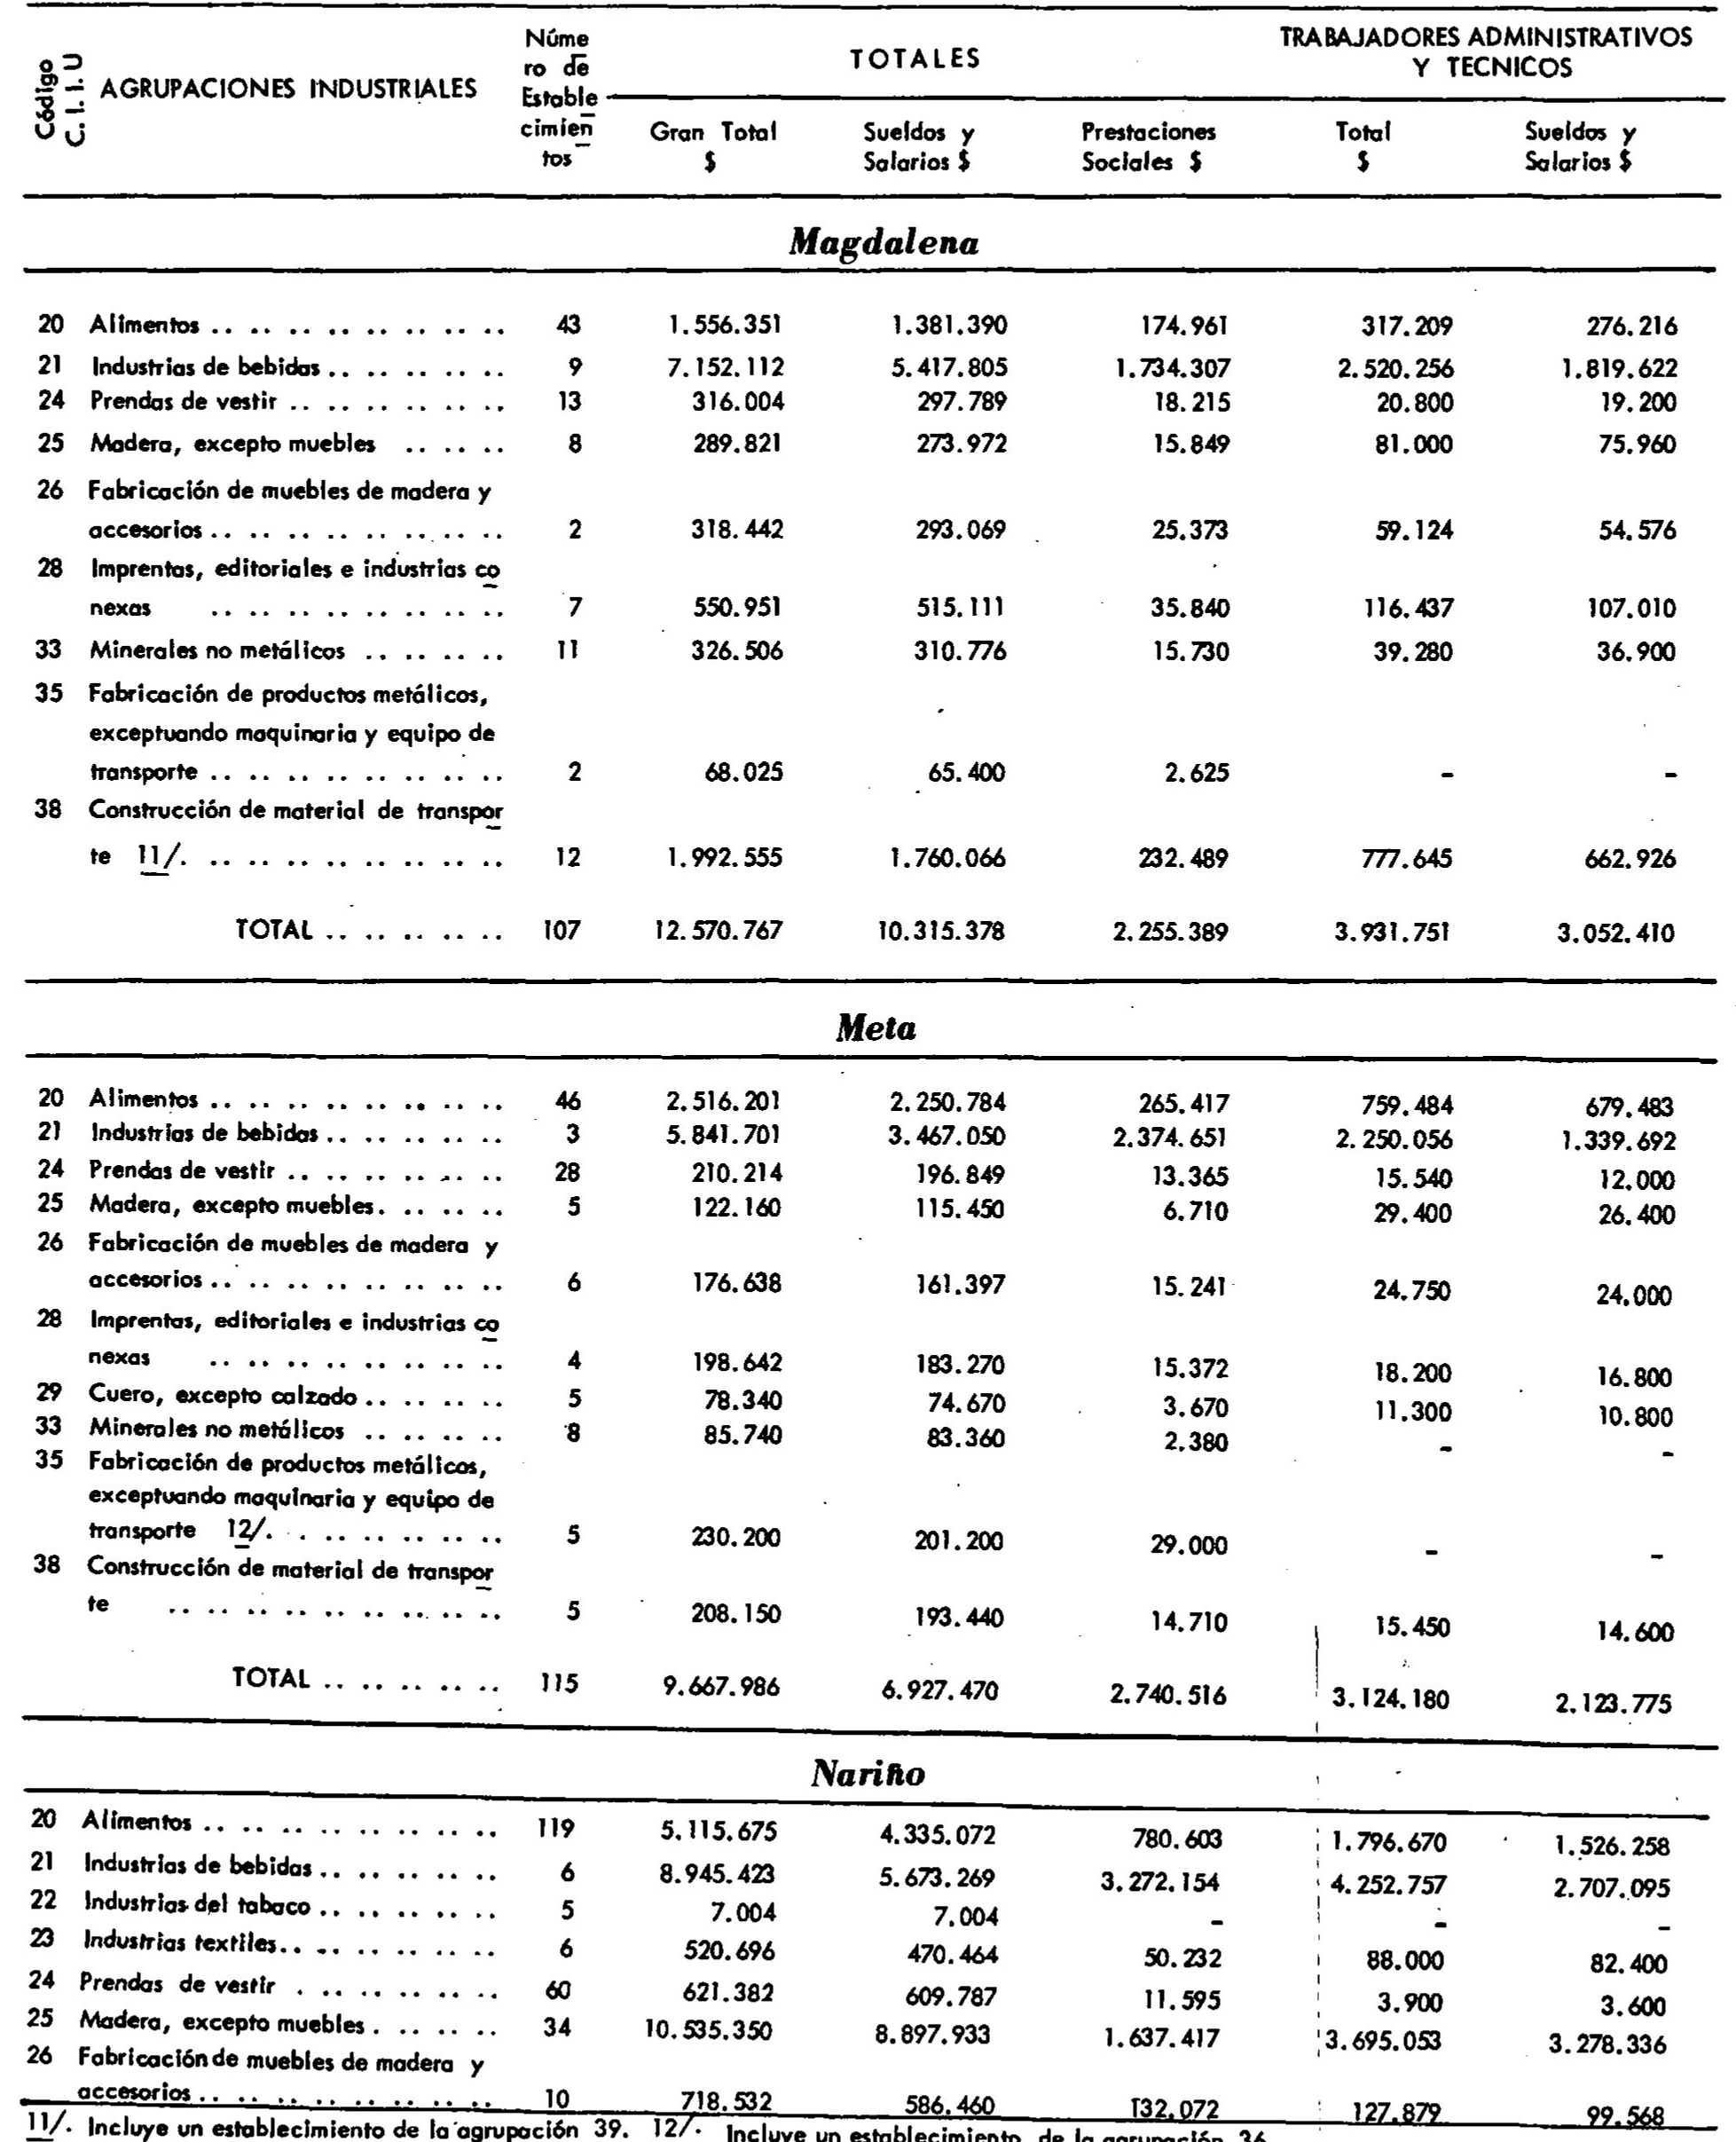 Código C. I. I. U
AGRUPACIONES INDUSTRIALES
Núme
ro de
Estable
cimien
tos
TOTALES
TRABAJADORES ADMINISTRATIVOS
Y TECNICOS
Gran Total $
Sueldos y Salarios $
Prestaciones Sociales $
Total $
Sueldos y Salarios $
Magdalena
20 Alimentos .. .. .. .. .. .. .. .. 43 1.556.351 1.381.390 174.961 317.209 276.216
21 Industrias de bebidas .. .. .. .. .. 9 7.152.112 5.417.805 1.734.307 2.520.256 1.819.622
24 Prendas de vestir .. .. .. .. .. .. 13 316.004 297.789 18.215 20.800 19.200
25 Madera, excepto muebles .. .. .. 8 289.821 273.972 15.849 81.000 75.960
26 Fabricación de muebles de madera y
accesorios .. .. .. .. .. .. .. .. 2 318.442 293.069 25.373 59.124 54.576
28 Imprentas, editoriales e industrias co
nexas .. .. .. .. .. .. .. .. 7 550.951 515.111 35.840 116.437 107.010
33 Minerales no metálicos .. .. .. .. 11 326.506 310.776 15.730 39.280 36.900
35 Fabricación de productos metálicos,
exceptuando maquinaria y equipo de
transporte .. .. .. .. .. .. .. .. 2 68.025 65.400 2.625 - -
38 Construcción de material de transpor
te 11/. .. .. .. .. .. .. .. .. 12 1.992.555 1.760.066 232.489 777.645 662.926
TOTAL .. .. .. .. .. 107 12.570.767 10.315.378 2.255.389 3.931.751 3.052.410
Meta
20 Alimentos .. .. .. .. .. .. .. .. 46 2.516.201 2.250.784 265.417 759.484 679.483
21 Industrias de bebidas .. .. .. .. .. 3 5.841.701 3.467.050 2.374.651 2.250.056 1.339.692
24 Prendas de vestir .. .. .. .. .. .. 28 210.214 196.849 13.365 15.540 12.000
25 Madera, excepto muebles. .. .. .. 5 122.160 115.450 6.710 29.400 26.400
26 Fabricación de muebles de madera y
accesorios .. .. .. .. .. .. .. .. 6 176.638 161.397 15.241 24.750 24.000
28 Imprentas, editoriales e industrias co
nexas .. .. .. .. .. .. .. .. 4 198.642 183.270 15.372 18.200 16.800
29 Cuero, excepto calzado .. .. .. .. 5 78.340 74.670 3.670 11.300 10.800
33 Minerales no metálicos .. .. .. .. 8 85.740 83.360 2.380 - -
35 Fabricación de productos metálicos,
exceptuando maquinaria y equipo de
transporte 12/. . .. .. .. .. .. 5 230.200 201.200 29.000 - -
38 Construcción de material de transpor
te .. .. .. .. .. .. .. .. .. 5 208.150 193.440 14.710 15.450 14.600
TOTAL .. .. .. .. .. 115 9.667.986 6.927.470 2.740.516 3.124.180 2.123.775
Nariño
20 Alimentos .. .. .. .. .. .. .. .. 119 5.115.675 4.335.072 780.603 1.796.670 1.526.258
21 Industrias de bebidas .. .. .. .. .. 6 8.945.423 5.673.269 3.272.154 4.252.757 2.707.095
22 Industrias del tabaco .. .. .. .. .. 5 7.004 7.004 - - -
23 Industrias textiles.. .. .. .. .. .. 6 520.696 470.464 50.232 88.000 82.400
24 Prendas de vestir . .. .. .. .. .. 60 621.382 609.787 11.595 3.900 3.600
25 Madera, excepto muebles . .. .. .. 34 10.535.350 8.897.933 1.637.417 3.695.053 3.278.336
26 Fabricación de muebles de madera y
accesorios .. .. .. .. .. .. .. .. 10 718.532 586.460 132.072 127.879 99.568
11/. Incluye un establecimiento de la agrupación 39. 12/. Incluye un establecimiento de la agrupación 36